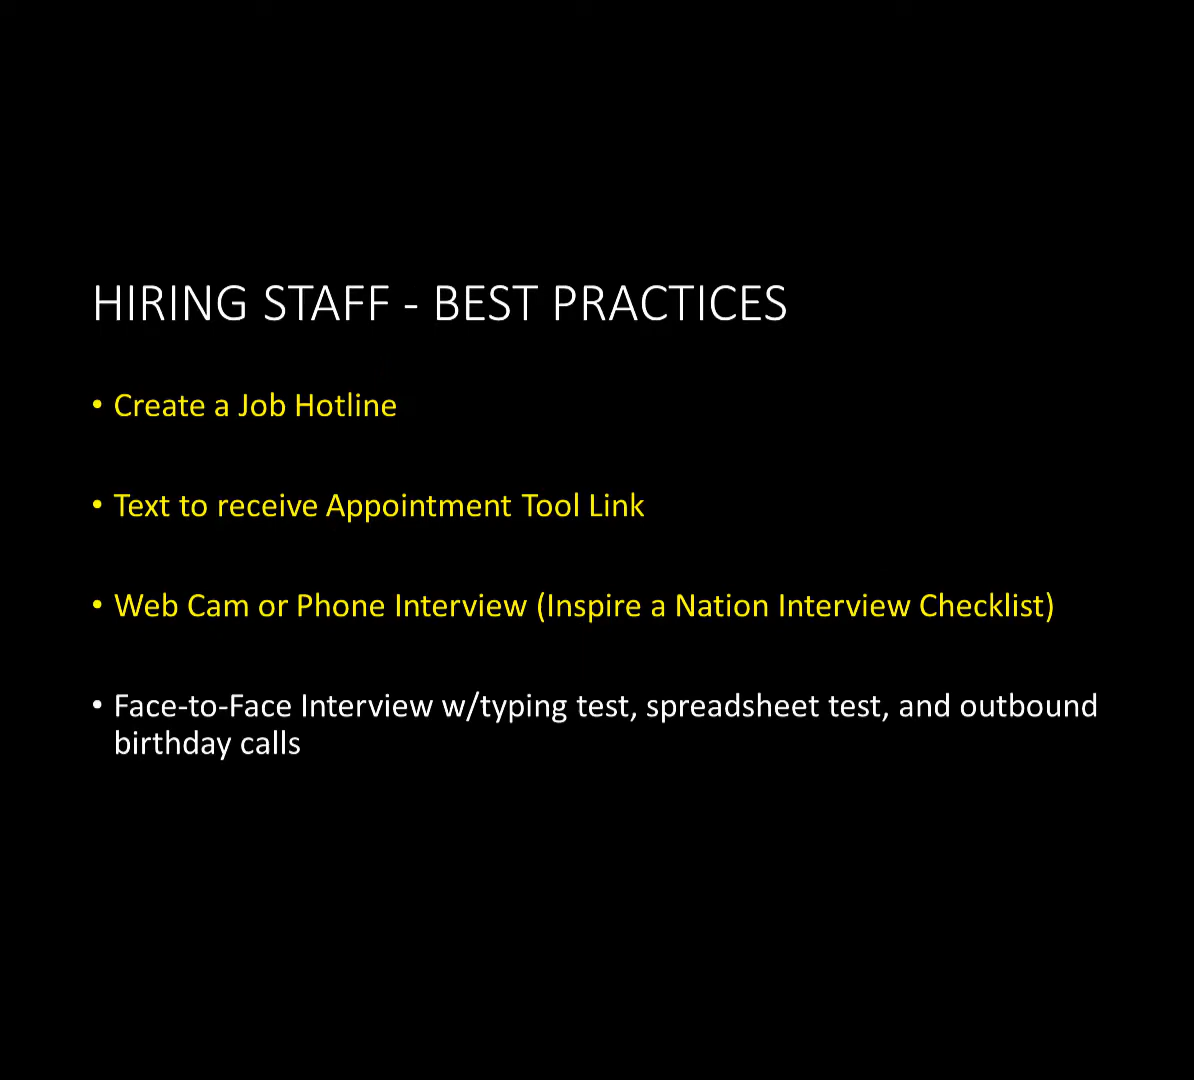 HIRING STAFF - BEST PRACTICES
• Create a Job Hotline
• Text to receive Appointment Tool Link
• Web Cam or Phone Interview (Inspire a Nation Interview Checklist)
• Face-to-Face Interview w/typing test, spreadsheet test, and outbound
birthday calls